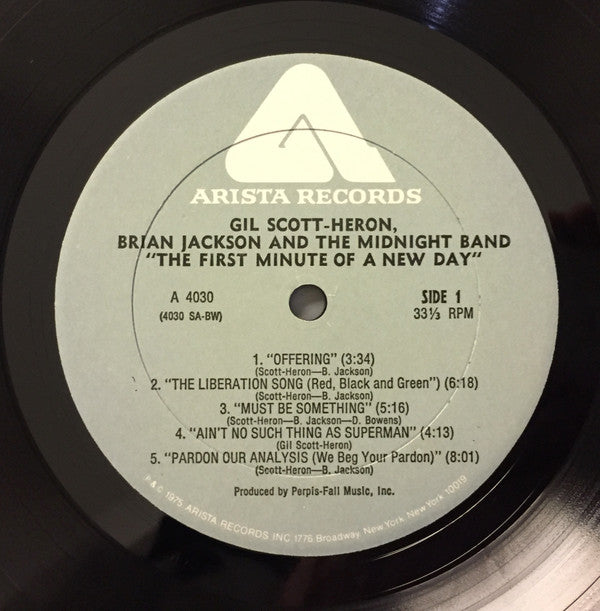 ARISTA RECORDS
GIL SCOTT-HERON,
BRIAN JACKSON AND THE MIDNIGHT BAND
"THE FIRST MINUTE OF A NEW DAY"
A 4030
SIDE 1
(4030 SA-BW)
33⅓ RPM
1. "OFFERING" (3:34)
(Scott-Heron—B. Jackson)
2. "THE LIBERATION SONG (Red, Black and Green") (6:18)
(Scott-Heron—B. Jackson)
3. "MUST BE SOMETHING" (5:16)
(Scott-Heron—B. Jackson—D. Bowens)
4. "AIN'T NO SUCH THING AS SUPERMAN" (4:13)
(Gil Scott-Heron)
5. "PARDON OUR ANALYSIS (We Beg Your Pardon)" (8:01)
(Scott-Heron—B. Jackson)
Produced by Perpis-Fall Music, Inc.
℗ & © 1975 ARISTA RECORDS INC 1776 Broadway, New York, New York 10019